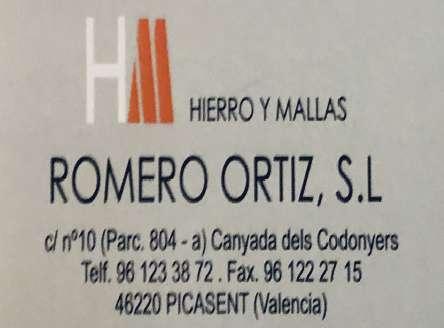 HM HIERRO Y MALLAS
ROMERO ORTIZ, S.L
c/ nº10 (Parc. 804 - a) Canyada dels Codonyers
Telf. 96 123 38 72 . Fax. 96 122 27 15
46220 PICASENT (Valencia)